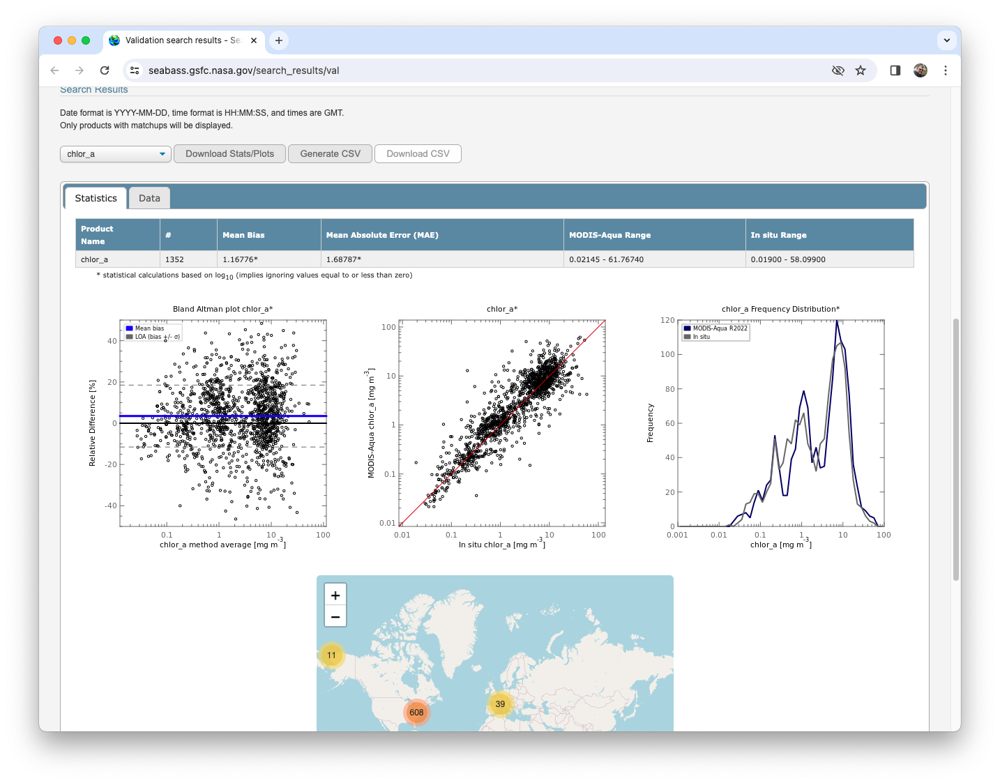 Validation search results - Se
seabass.gsfc.nasa.gov/search_results/val
Search Results
Date format is YYYY-MM-DD, time format is HH:MM:SS, and times are GMT.
Only products with matchups will be displayed.
chlor_a
Download Stats/Plots
Generate CSV
Download CSV
Statistics
Data
Product Name # Mean Bias Mean Absolute Error (MAE) MODIS-Aqua Range In situ Range
chlor_a 1352 1.16776* 1.68787* 0.02145 - 61.76740 0.01900 - 58.09900
* statistical calculations based on log10 (implies ignoring values equal to or less than zero)
Bland Altman plot chlor_a*
Mean bias
LOA (bias +/- σ)
40
20
0
-20
-40
Relative Difference [%]
0.1 1 10 100
chlor_a method average [mg m-3]
chlor_a*
100
10
1
0.1
0.01
MODIS-Aqua chlor_a [mg m-3]
0.01 0.1 1 10 100
In situ chlor_a [mg m-3]
chlor_a Frequency Distribution*
MODIS-Aqua R2022
In situ
120
100
80
60
40
20
0
Frequency
0.001 0.01 0.1 1 10 100
chlor_a [mg m-3]
+
−
11
39
608